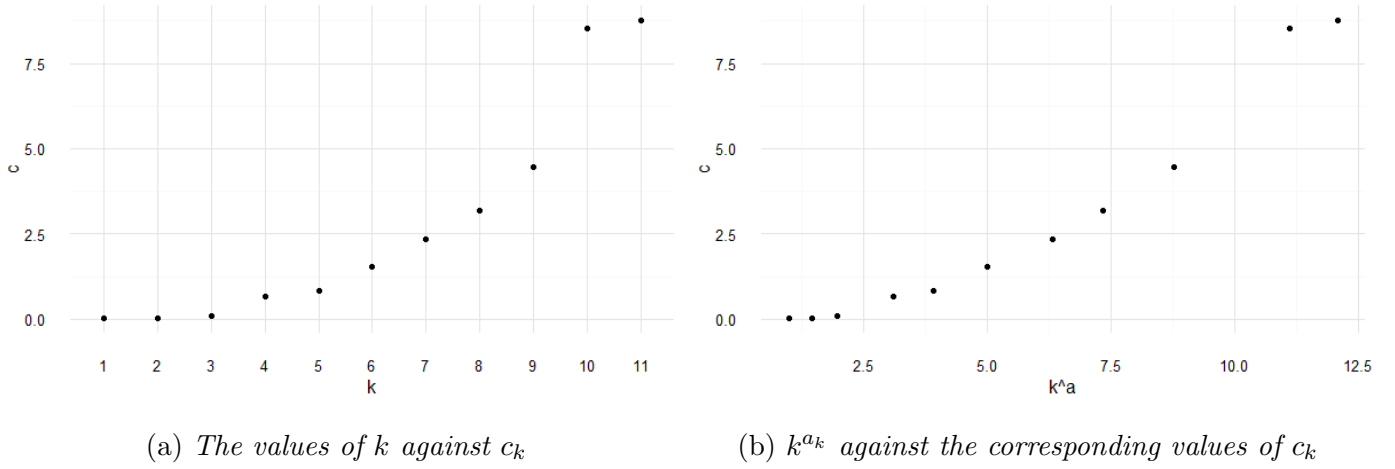 7.5
5.0
2.5
0.0
c
1 2 3 4 5 6 7 8 9 10 11
k
(a) The values of k against c_k
7.5
5.0
2.5
0.0
c
2.5 5.0 7.5 10.0 12.5
k^a
(b) k^{a_k} against the corresponding values of c_k